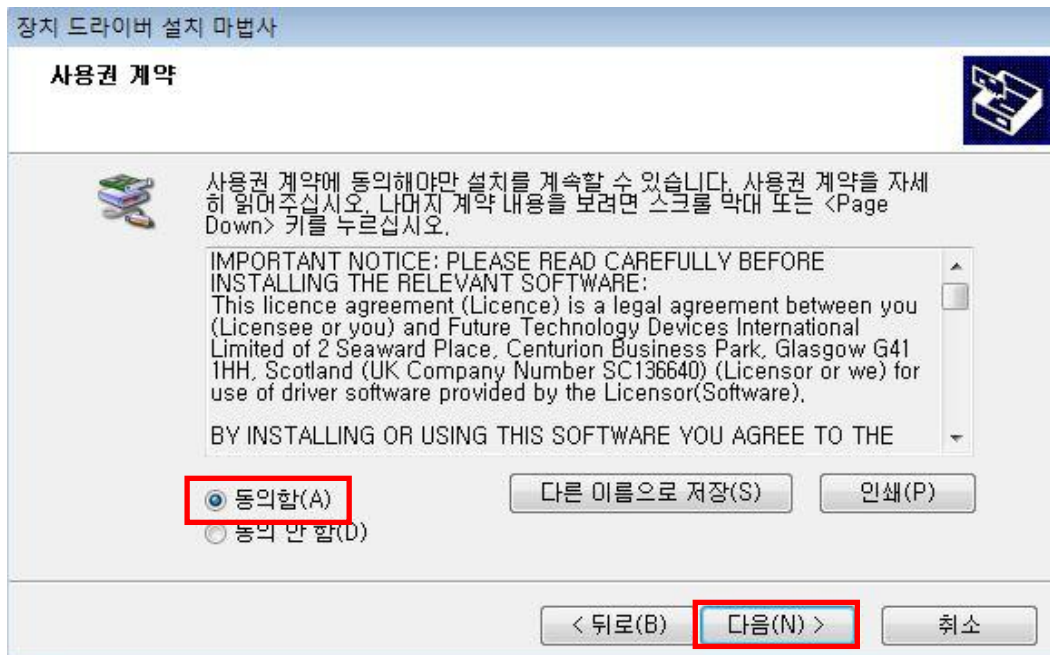 장치 드라이버 설치 마법사
사용권 계약
사용권 계약에 동의해야만 설치를 계속할 수 있습니다. 사용권 계약을 자세
히 읽어주십시오. 나머지 계약 내용을 보려면 스크롤 막대 또는 <Page
Down> 키를 누르십시오.
IMPORTANT NOTICE: PLEASE READ CAREFULLY BEFORE
INSTALLING THE RELEVANT SOFTWARE:
This licence agreement (Licence) is a legal agreement between you
(Licensee or you) and Future Technology Devices International
Limited of 2 Seaward Place, Centurion Business Park, Glasgow G41
1HH, Scotland (UK Company Number SC136640) (Licensor or we) for
use of driver software provided by the Licensor(Software).
BY INSTALLING OR USING THIS SOFTWARE YOU AGREE TO THE
동의함(A)
다른 이름으로 저장(S)
인쇄(P)
동의 안 함(D)
< 뒤로(B)
다음(N) >
취소